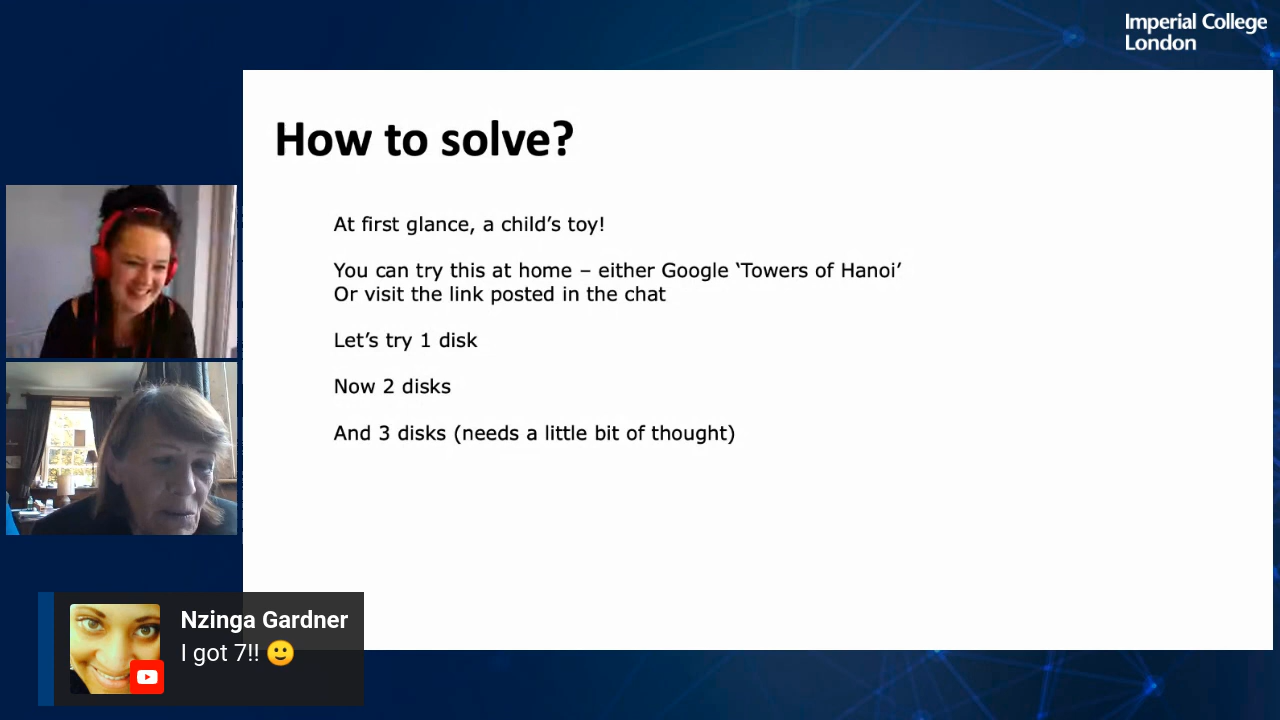 Imperial College
London
How to solve?
At first glance, a child’s toy!
You can try this at home – either Google ‘Towers of Hanoi’
Or visit the link posted in the chat
Let’s try 1 disk
Now 2 disks
And 3 disks (needs a little bit of thought)
Nzinga Gardner
I got 7!! 🙂